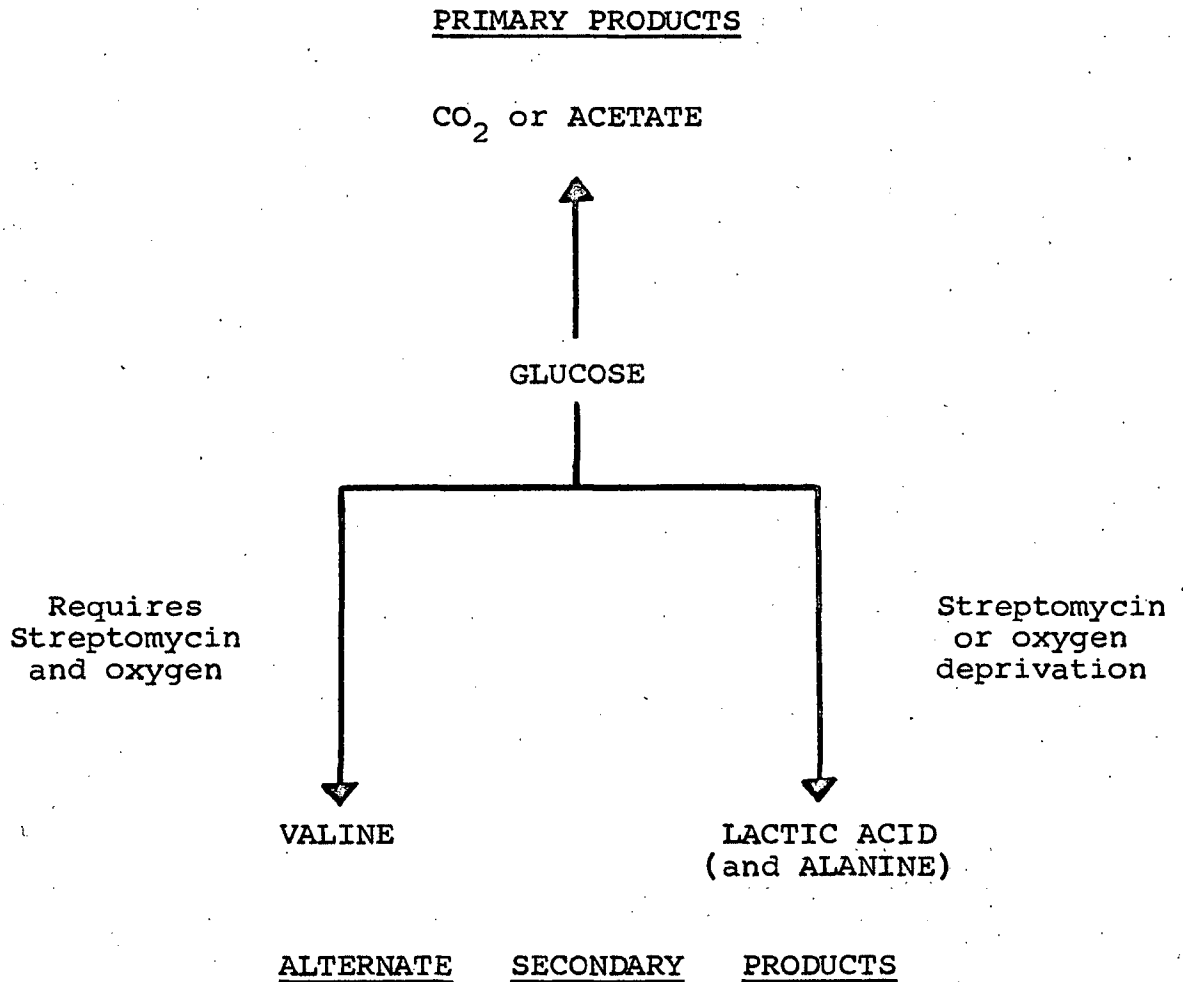 PRIMARY PRODUCTS
CO2 or ACETATE
GLUCOSE
Requires
Streptomycin
and oxygen
Streptomycin
or oxygen
deprivation
VALINE
LACTIC ACID
(and ALANINE)
ALTERNATE SECONDARY PRODUCTS